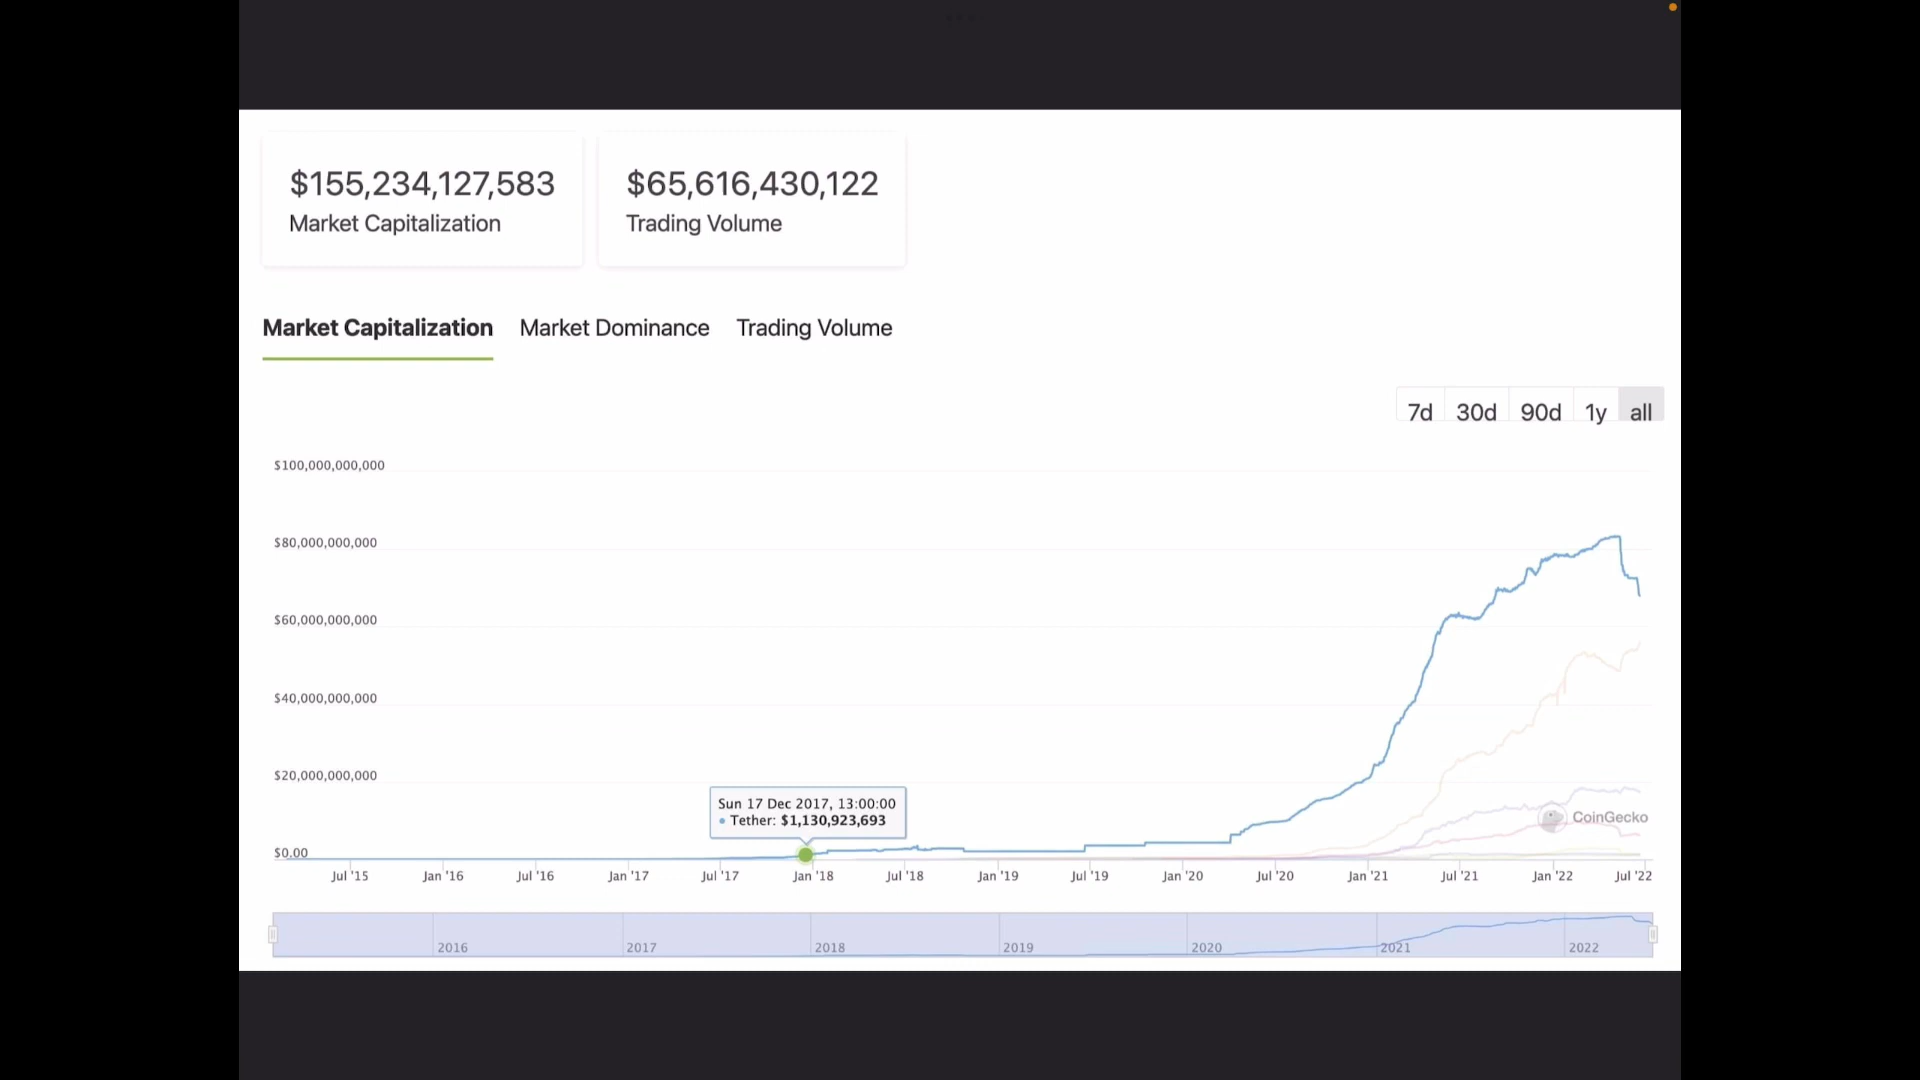 $155,234,127,583
Market Capitalization
$65,616,430,122
Trading Volume
Market Capitalization Market Dominance Trading Volume
7d 30d 90d 1y all
$100,000,000,000
$80,000,000,000
$60,000,000,000
$40,000,000,000
$20,000,000,000
$0.00
Sun 17 Dec 2017, 13:00:00
• Tether: $1,130,923,693
CoinGecko
Jul '15 Jan '16 Jul '16 Jan '17 Jul '17 Jan '18 Jul '18 Jan '19 Jul '19 Jan '20 Jul '20 Jan '21 Jul '21 Jan '22 Jul '22
2016 2017 2018 2019 2020 2021 2022